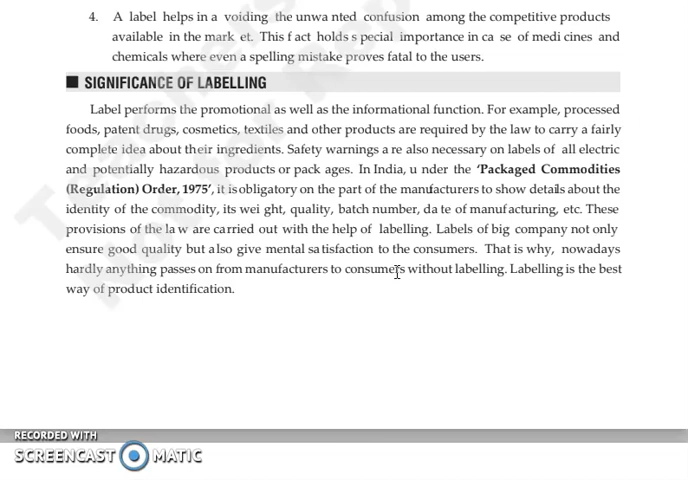 4. A label helps in a voiding the unwa nted confusion among the competitive products
available in the mark et. This f act holds s pecial importance in ca se of medi cines and
chemicals where even a spelling mistake proves fatal to the users.
SIGNIFICANCE OF LABELLING
Label performs the promotional as well as the informational function. For example, processed
foods, patent drugs, cosmetics, textiles and other products are required by the law to carry a fairly
complete idea about their ingredients. Safety warnings a re also necessary on labels of all electric
and potentially hazardous products or pack ages. In India, u nder the 'Packaged Commodities
(Regulation) Order, 1975', it is obligatory on the part of the manufacturers to show details about the
identity of the commodity, its wei ght, quality, batch number, da te of manuf acturing, etc. These
provisions of the la w are carried out with the help of labelling. Labels of big company not only
ensure good quality but also give mental sa tisfaction to the consumers. That is why, nowadays
hardly anything passes on from manufacturers to consumers without labelling. Labelling is the best
way of product identification.
RECORDED WITH
SCREENCAST MATIC